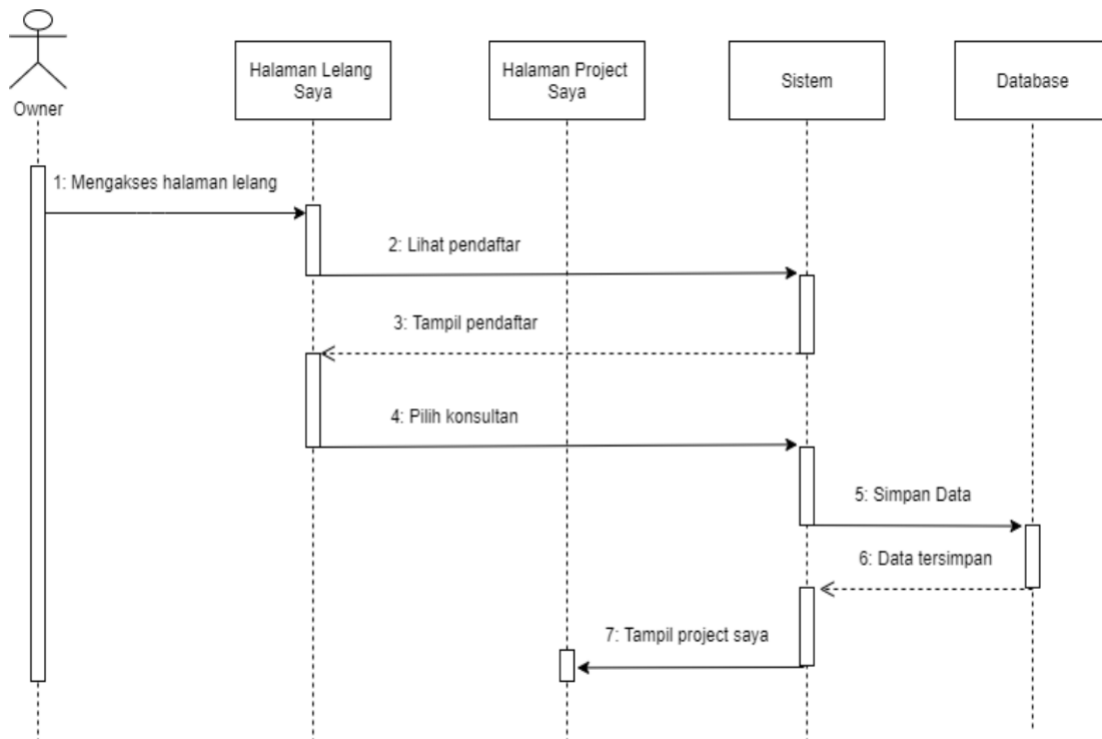 Owner
Halaman Lelang
Saya
Halaman Project
Saya
Sistem
Database
1: Mengakses halaman lelang
2: Lihat pendaftar
3: Tampil pendaftar
4: Pilih konsultan
5: Simpan Data
6: Data tersimpan
7: Tampil project saya